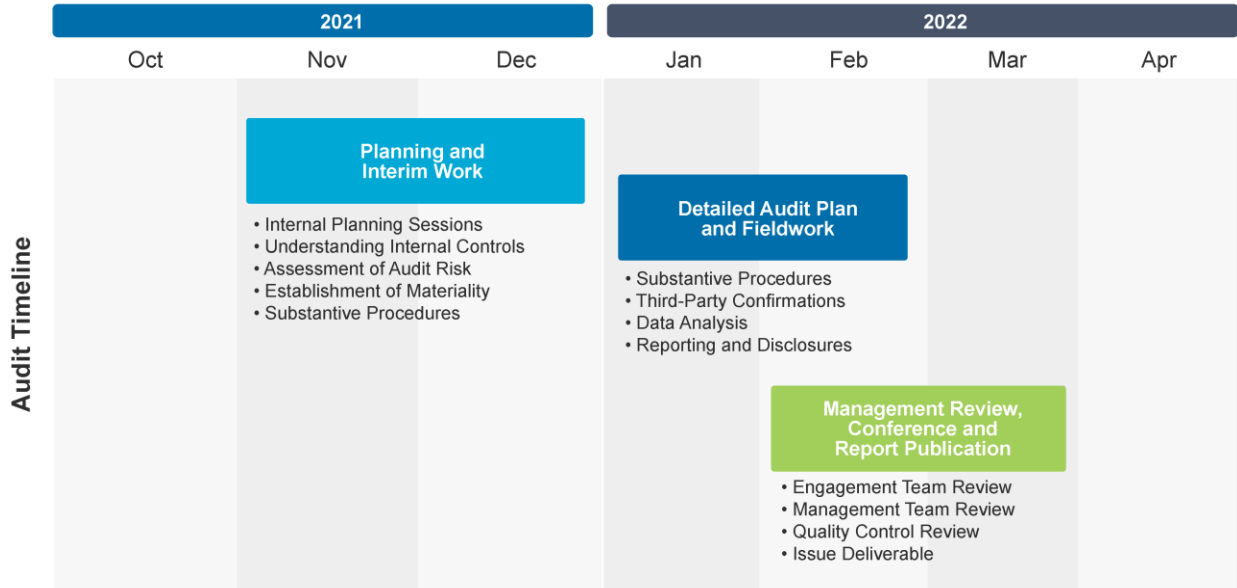 2021
2022
Oct
Nov
Dec
Jan
Feb
Mar
Apr
Audit Timeline
Planning and
Interim Work
• Internal Planning Sessions
• Understanding Internal Controls
• Assessment of Audit Risk
• Establishment of Materiality
• Substantive Procedures
Detailed Audit Plan
and Fieldwork
• Substantive Procedures
• Third-Party Confirmations
• Data Analysis
• Reporting and Disclosures
Management Review,
Conference and
Report Publication
• Engagement Team Review
• Management Team Review
• Quality Control Review
• Issue Deliverable